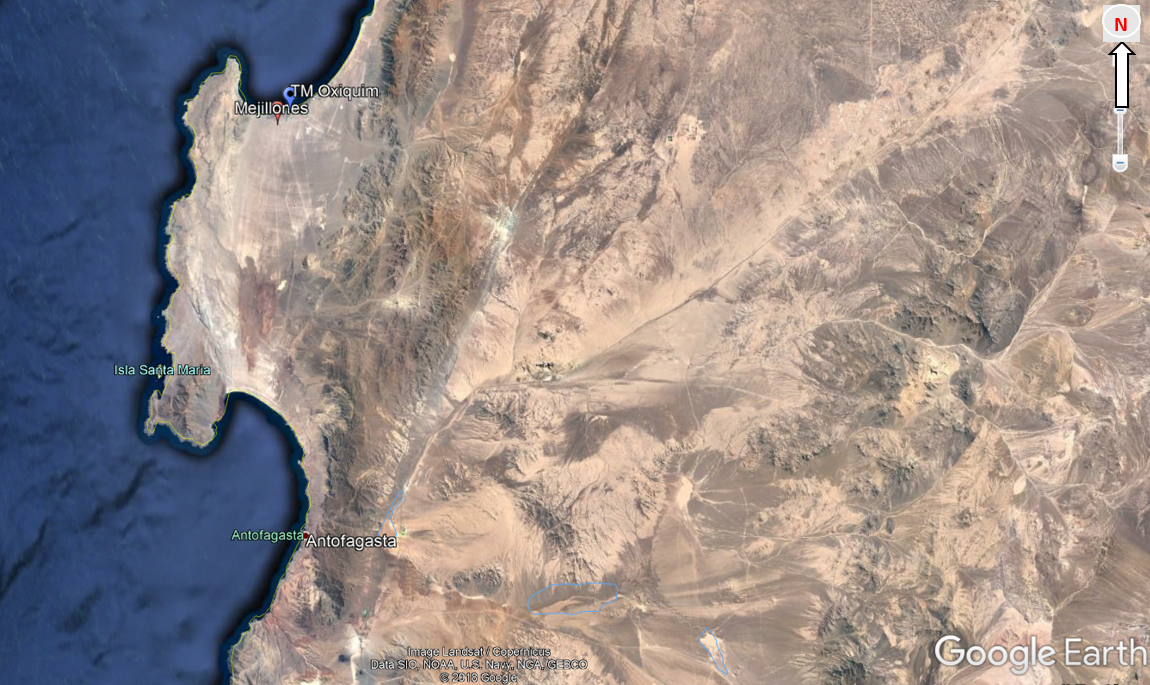 N
TM Oxiquim
Mejillones
Isla Santa Maria
Antofagasta
Antofagasta
Image Landsat / Copernicus
Data SIO, NOAA, U.S. Navy, NGA, GEBCO
© 2018 Google
Google Earth